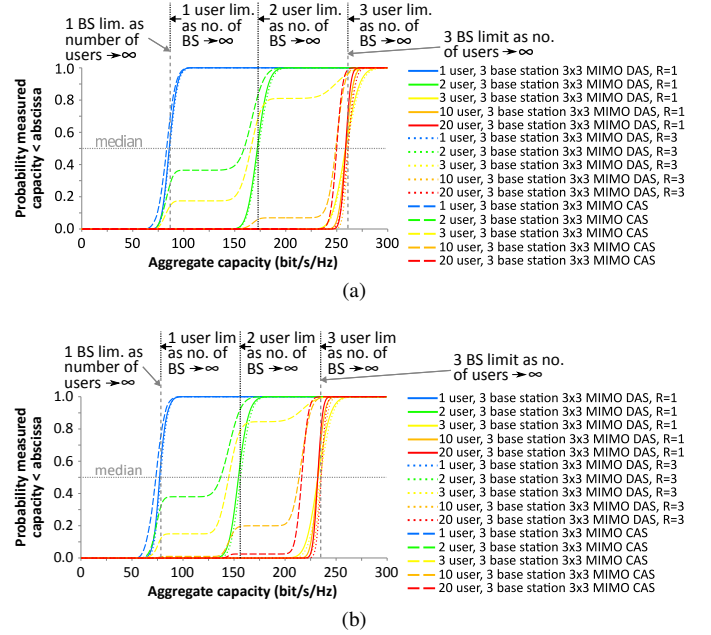 1 BS lim. as
number of
users →∞
1 user lim.
as no. of
BS →∞
2 user lim.
as no. of
BS →∞
3 user lim.
as no. of
BS →∞
3 BS limit as no.
of users →∞
Probability measured
capacity < abscissa
1.0
0.8
0.6
0.4
0.2
0.0
median
0
50
100
150
200
250
300
Aggregate capacity (bit/s/Hz)
1 user, 3 base station 3x3 MIMO DAS, R=1
2 user, 3 base station 3x3 MIMO DAS, R=1
3 user, 3 base station 3x3 MIMO DAS, R=1
10 user, 3 base station 3x3 MIMO DAS, R=1
20 user, 3 base station 3x3 MIMO DAS, R=1
1 user, 3 base station 3x3 MIMO DAS, R=3
2 user, 3 base station 3x3 MIMO DAS, R=3
3 user, 3 base station 3x3 MIMO DAS, R=3
10 user, 3 base station 3x3 MIMO DAS, R=3
20 user, 3 base station 3x3 MIMO DAS, R=3
1 user, 3 base station 3x3 MIMO CAS
2 user, 3 base station 3x3 MIMO CAS
3 user, 3 base station 3x3 MIMO CAS
10 user, 3 base station 3x3 MIMO CAS
20 user, 3 base station 3x3 MIMO CAS
(a)
1 BS lim. as
number of
users →∞
1 user lim
as no. of
BS →∞
2 user lim
as no. of
BS →∞
3 user lim
as no. of
BS →∞
3 BS limit as no.
of users →∞
Probability measured
capacity < abscissa
1.0
0.8
0.6
0.4
0.2
0.0
median
0
50
100
150
200
250
300
Aggregate capacity (bit/s/Hz)
1 user, 3 base station 3x3 MIMO DAS, R=1
2 user, 3 base station 3x3 MIMO DAS, R=1
3 user, 3 base station 3x3 MIMO DAS, R=1
10 user, 3 base station 3x3 MIMO DAS, R=1
20 user, 3 base station 3x3 MIMO DAS, R=1
1 user, 3 base station 3x3 MIMO DAS, R=3
2 user, 3 base station 3x3 MIMO DAS, R=3
3 user, 3 base station 3x3 MIMO DAS, R=3
10 user, 3 base station 3x3 MIMO DAS, R=3
20 user, 3 base station 3x3 MIMO DAS, R=3
1 user, 3 base station 3x3 MIMO CAS
2 user, 3 base station 3x3 MIMO CAS
3 user, 3 base station 3x3 MIMO CAS
10 user, 3 base station 3x3 MIMO CAS
20 user, 3 base station 3x3 MIMO CAS
(b)